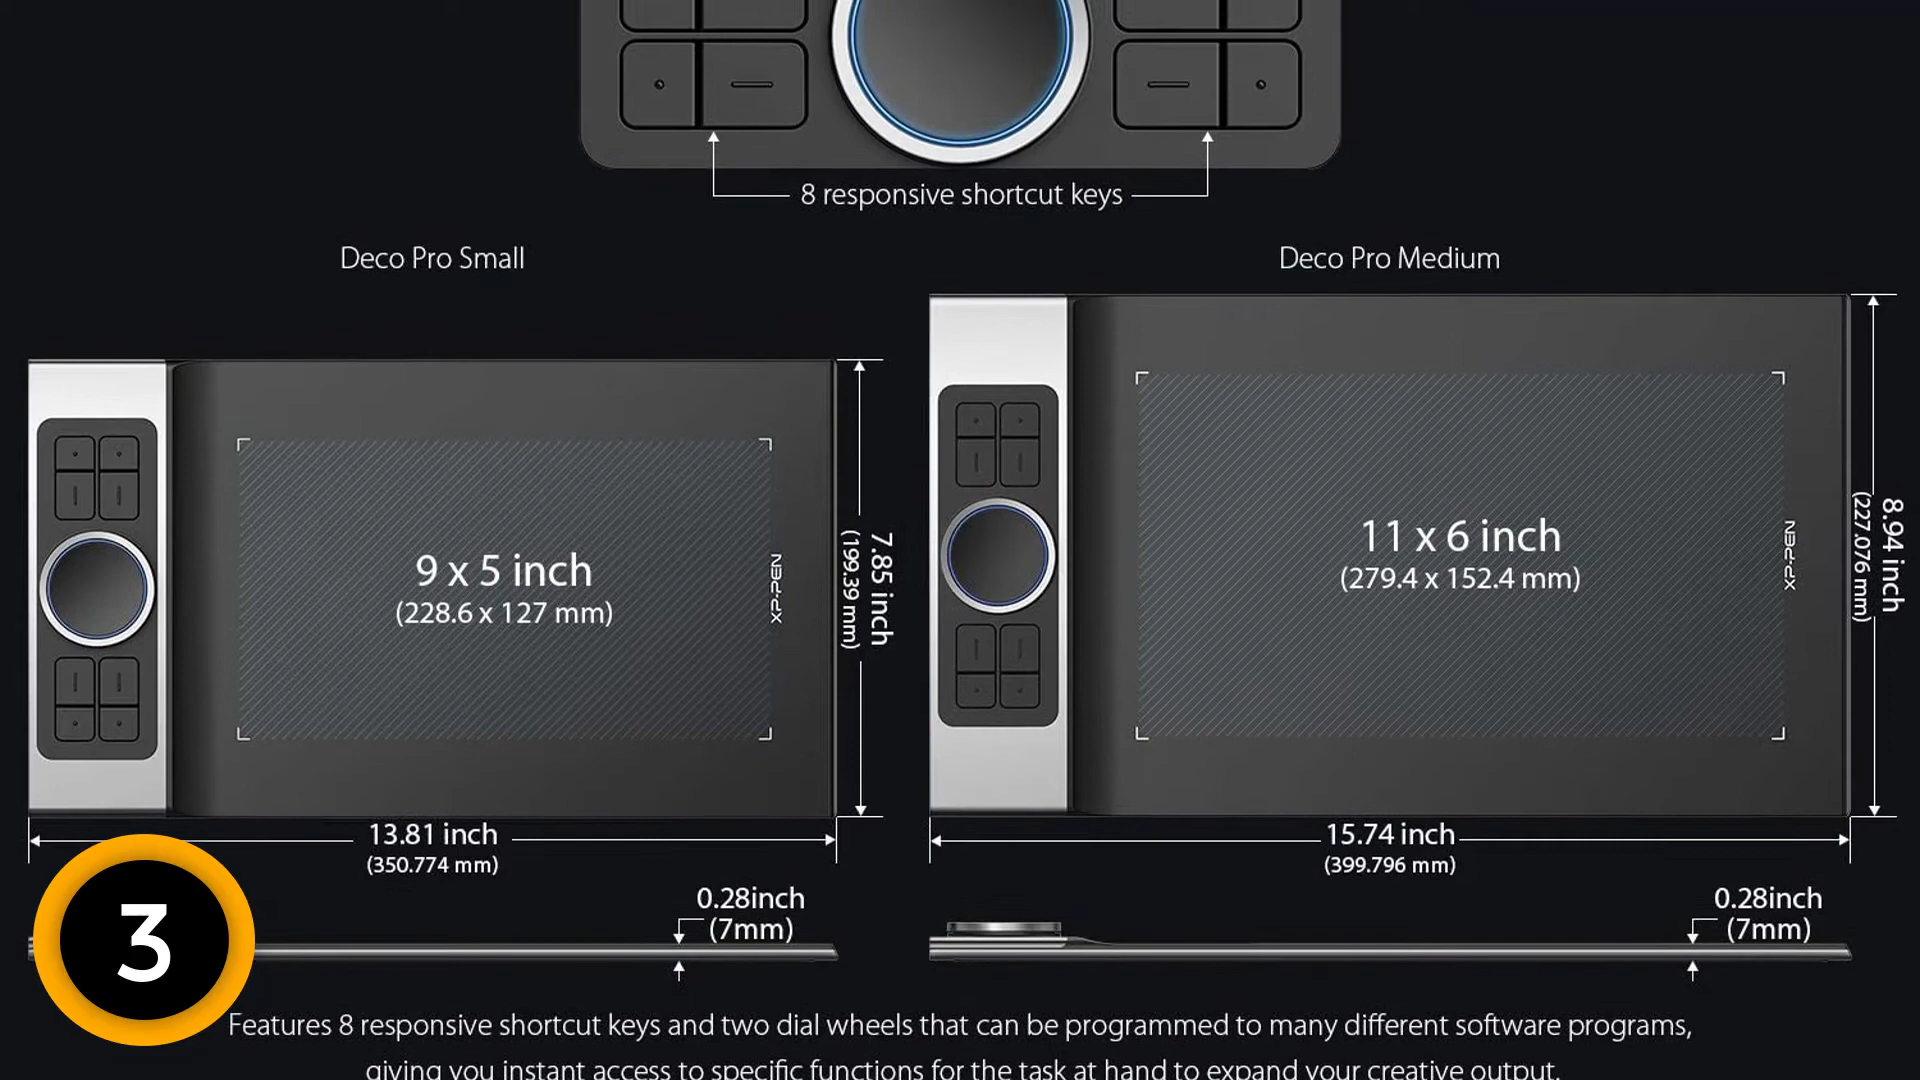 8 responsive shortcut keys
Deco Pro Small
Deco Pro Medium
9 x 5 inch
(228.6 x 127 mm)
XP-PEN
7.85 inch
(199.39 mm)
13.81 inch
(350.774 mm)
0.28inch
(7mm)
11 x 6 inch
(279.4 x 152.4 mm)
XP-PEN
8.94 inch
(227.076 mm)
15.74 inch
(399.796 mm)
0.28inch
(7mm)
3
Features 8 responsive shortcut keys and two dial wheels that can be programmed to many different software programs,
giving you instant access to specific functions for the task at hand to expand your creative output.